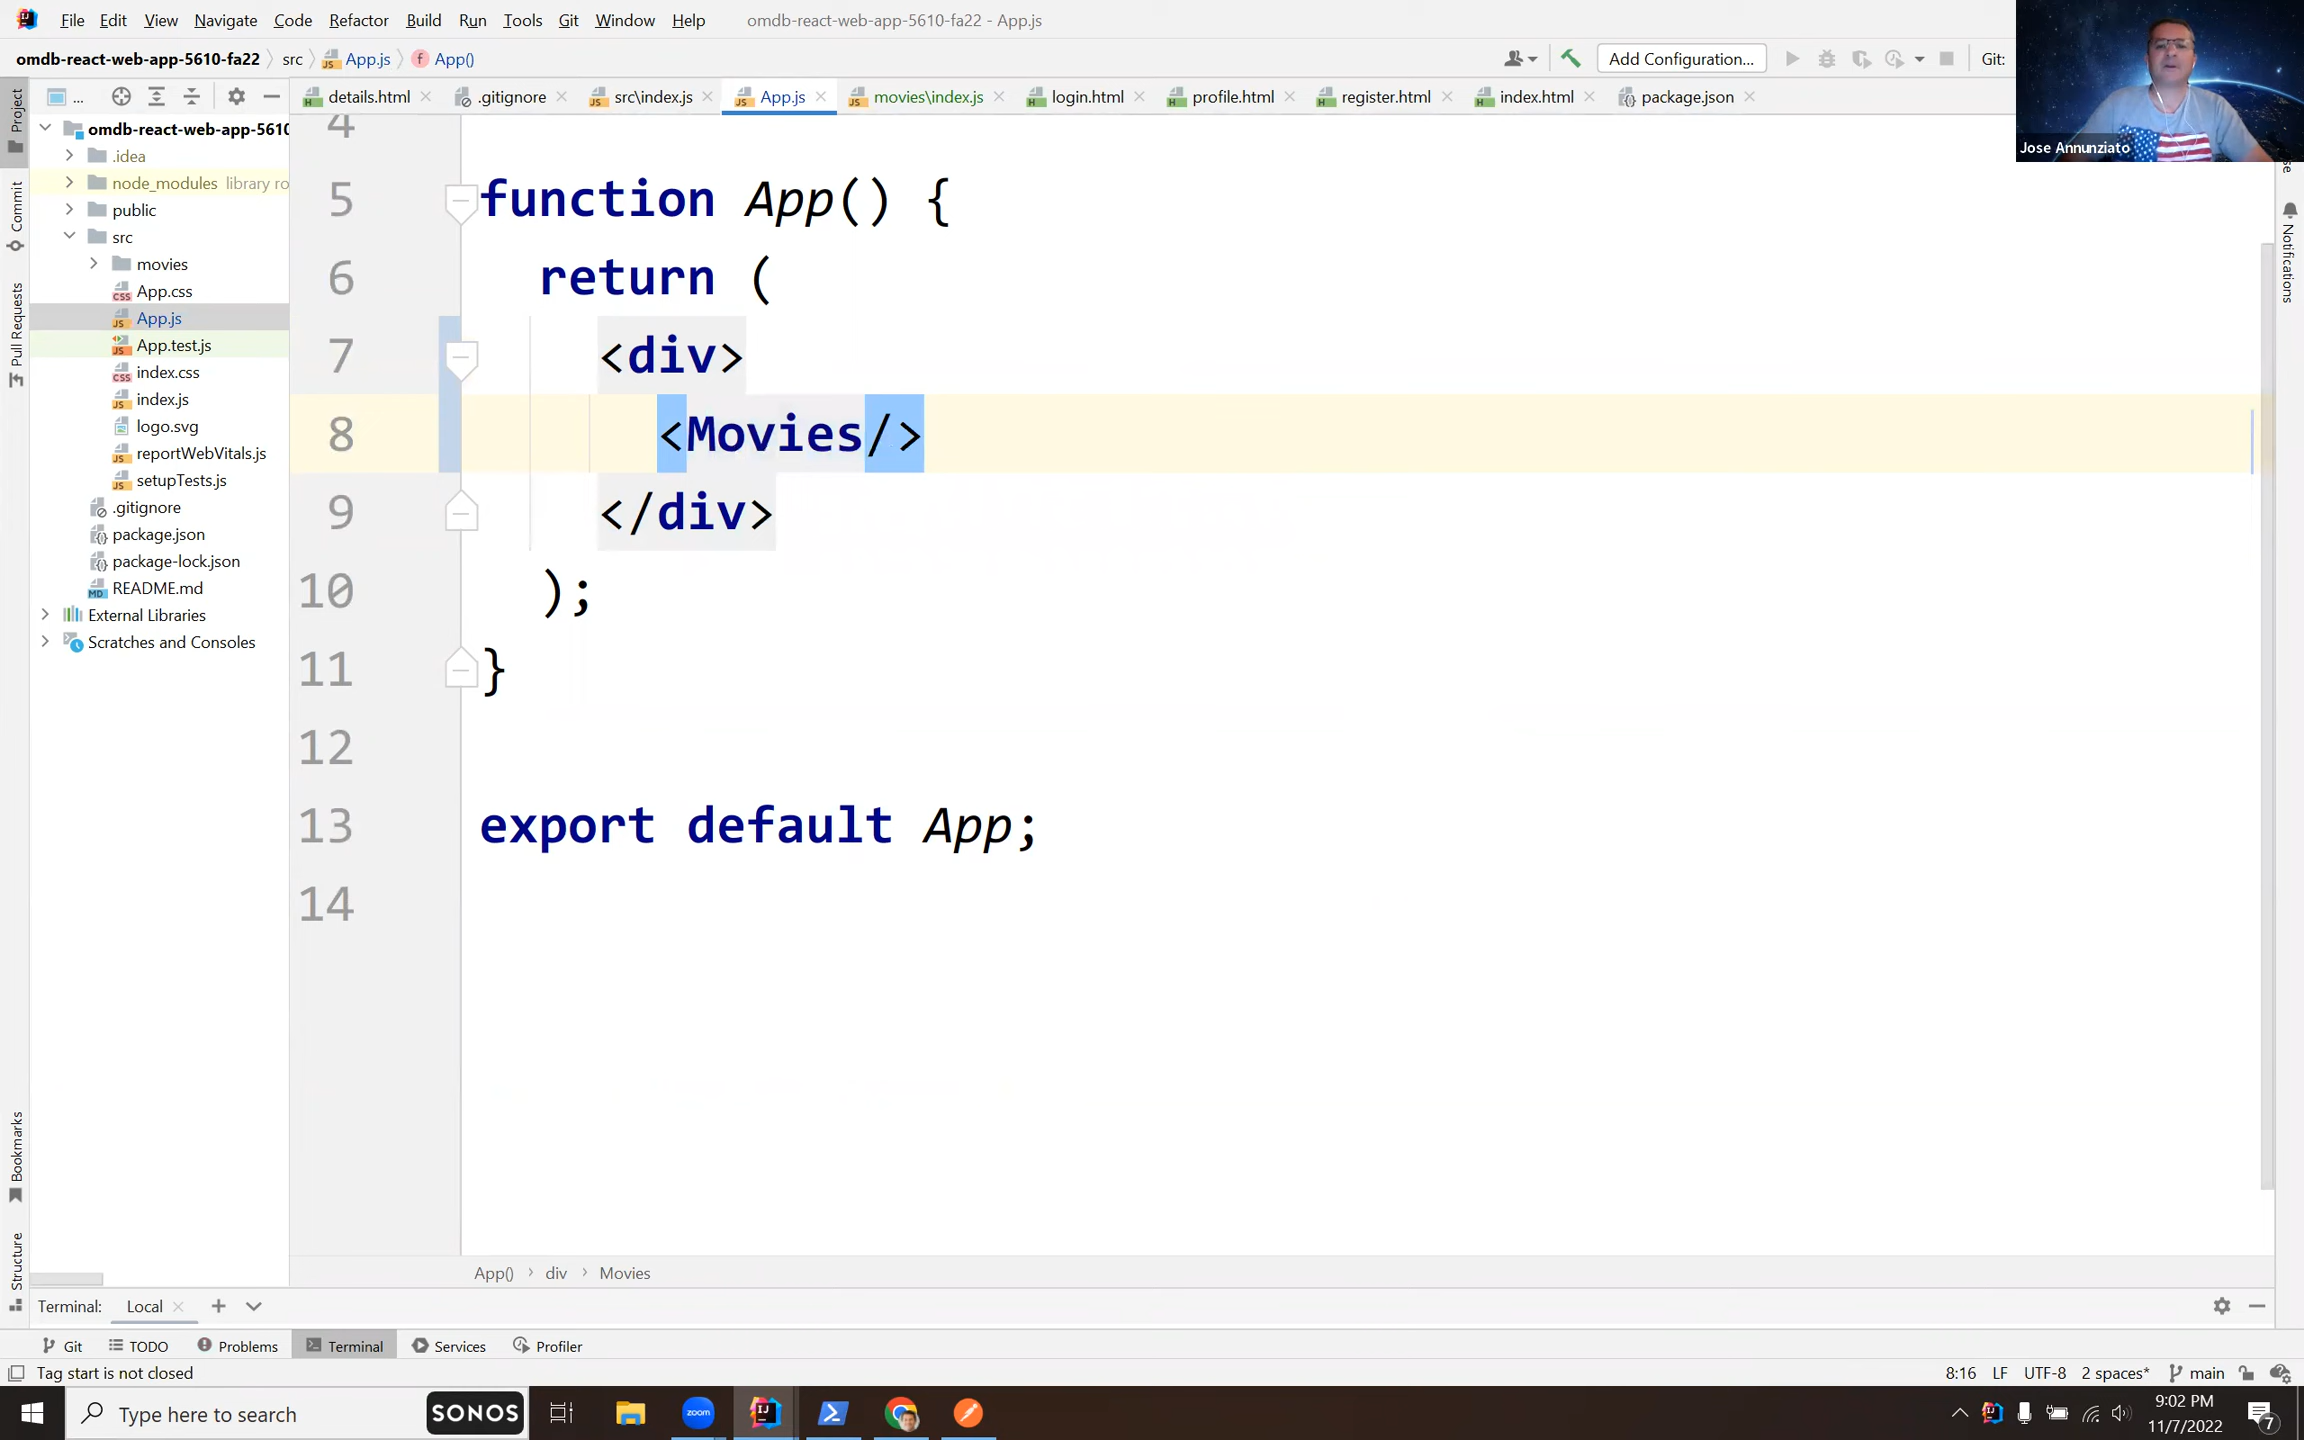 File Edit View Navigate Code Refactor Build Run Tools Git Window Help omdb-react-web-app-5610-fa22 - App.js
omdb-react-web-app-5610-fa22 src App.js App() Add Configuration... Git:
... details.html .gitignore src\index.js App.js movies\index.js login.html profile.html register.html index.html package.json
Jose Annunziato
Project
Commit
Pull Requests
Bookmarks
Structure
Notifications
omdb-react-web-app-5610
.idea
node_modules library ro
public
src
movies
App.css
App.js
App.test.js
index.css
index.js
logo.svg
reportWebVitals.js
setupTests.js
.gitignore
package.json
package-lock.json
README.md
External Libraries
Scratches and Consoles
4
5 function App() {
6 return (
7 <div>
8 <Movies/>
9 </div>
10 );
11 }
12
13 export default App;
14
App() div Movies
Terminal: Local
Git TODO Problems Terminal Services Profiler
Tag start is not closed 8:16 LF UTF-8 2 spaces* main
Type here to search SONOS zoom 9:02 PM
11/7/2022 7